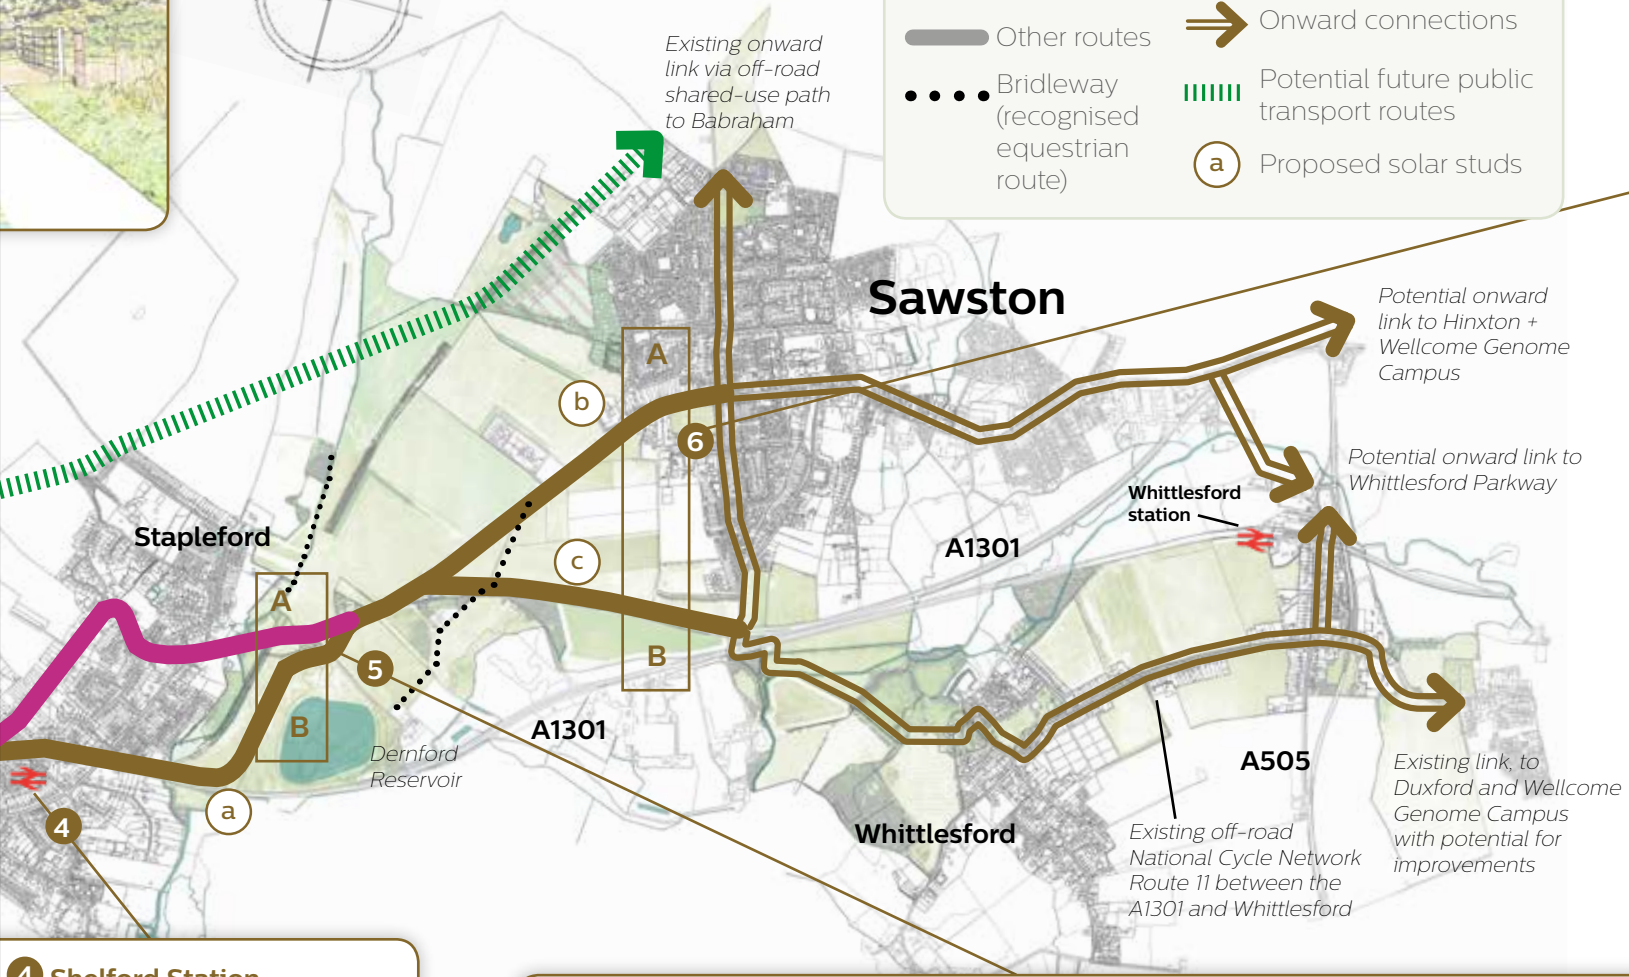 Existing onward
link via off-road
shared-use path
to Babraham
Other routes
Bridleway
(recognised
equestrian
route)
Onward connections
Potential future public
transport routes
a
Proposed solar studs
Sawston
Potential onward
link to Hinxton +
Wellcome Genome
Campus
A
b
6
Potential onward link to
Whittlesford Parkway
Whittlesford
station
Stapleford
A1301
c
A
B
5
B
A1301
Dernford
Reservoir
A505
Existing link, to
Duxford and Wellcome
Genome Campus
with potential for
improvements
a
4
Whittlesford
Existing off-road
National Cycle Network
Route 11 between the
A1301 and Whittlesford
4 Shelford Station